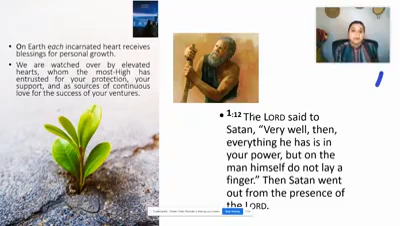 • On Earth each incarnated heart receives
blessings for personal growth.
• We are watched over by elevated
hearts, whom the most-High has
entrusted for your protection, your
support, and as sources of continuous
love for the success of your ventures.
• 1:12 The LORD said to
Satan, “Very well, then,
everything he has is in
your power, but on the
man himself do not lay a
finger.” Then Satan went
out from the presence of
the LORD.